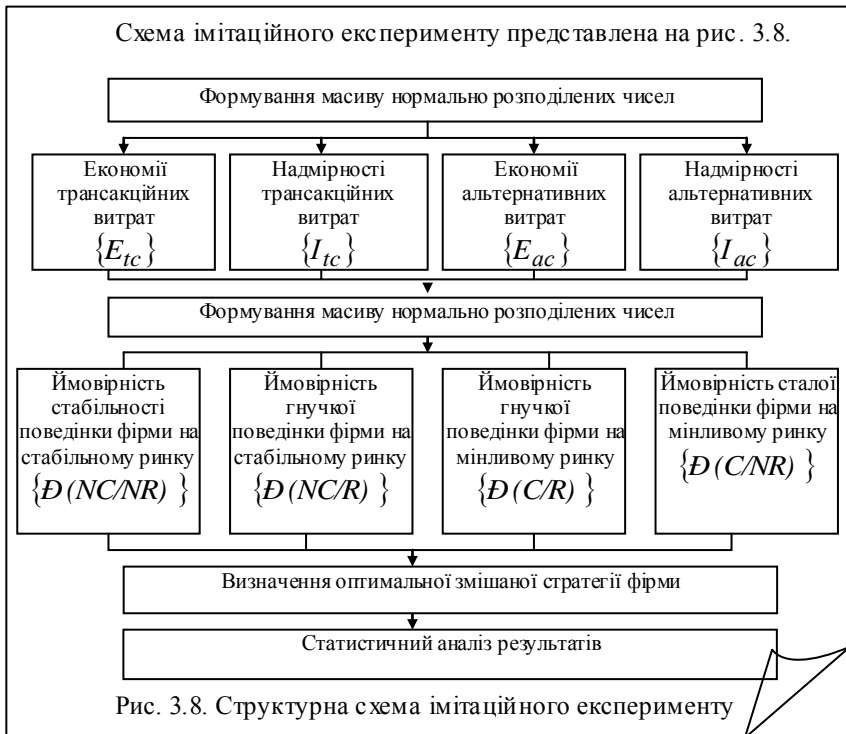 Схема імітаційного експерименту представлена на рис. 3.8.
Формування масиву нормально розподілених чисел
Економії
трансакційних
витрат
{E_tc}
Надмірності
трансакційних
витрат
{I_tc}
Економії
альтернативних
витрат
{E_ac}
Надмірності
альтернативних
витрат
{I_ac}
Формування масиву нормально розподілених чисел
Ймовірність
стабільності
поведінки фірми на
стабільному ринку
{Ð (NC/NR) }
Ймовірність
гнучкої
поведінки фірми на
стабільному ринку
{Ð (NC/R) }
Ймовірність
гнучкої
поведінки фірми на
мінливому ринку
{Ð (C/R) }
Ймовірність сталої
поведінки фірми на
мінливому ринку
{Ð (C/NR) }
Визначення оптимальної змішаної стратегії фірми
Статистичний аналіз результатів
Рис. 3.8. Структурна схема імітаційного експерименту